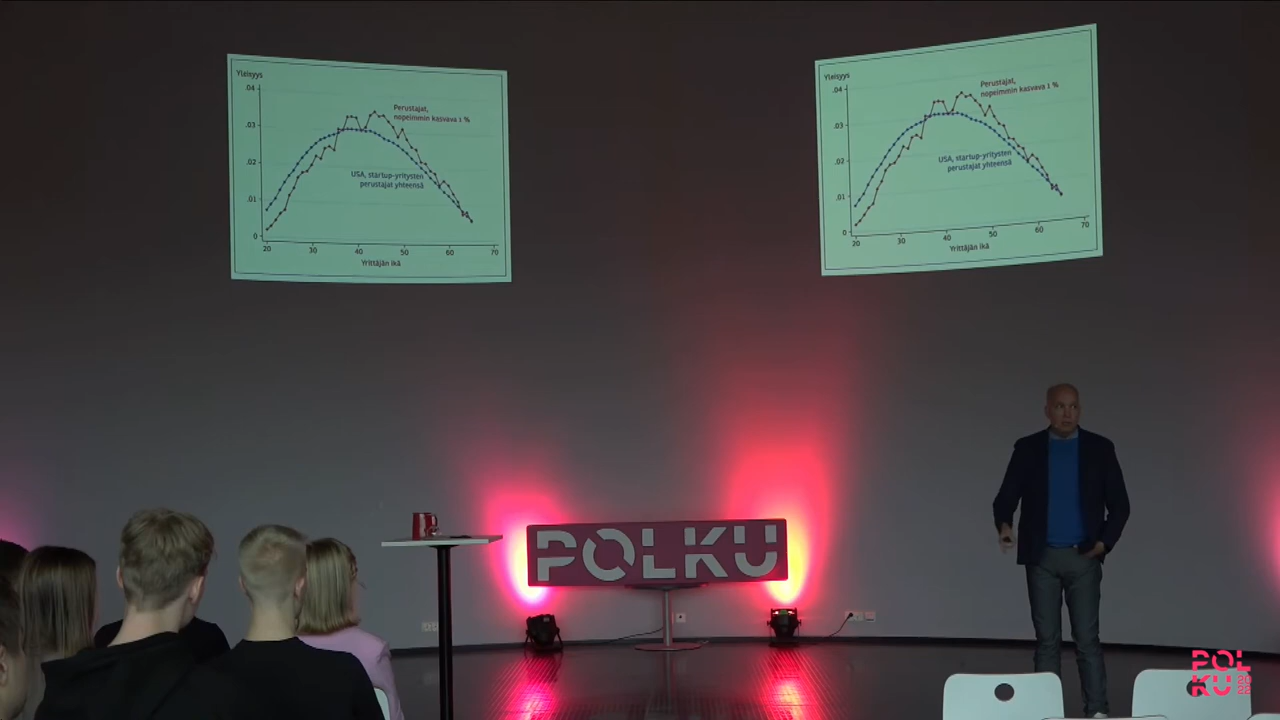 Yleisyys
.04
.03
.02
.01
0
20
30
40
50
60
70
Yrittäjän ikä
Perustajat,
nopeimmin kasvava 1 %
USA, startup-yritysten
perustajat yhteensä
Yleisyys
.04
.03
.02
.01
0
20
30
40
50
60
70
Yrittäjän ikä
Perustajat,
nopeimmin kasvava 1 %
USA, startup-yritysten
perustajat yhteensä
POLKU
POL
KU